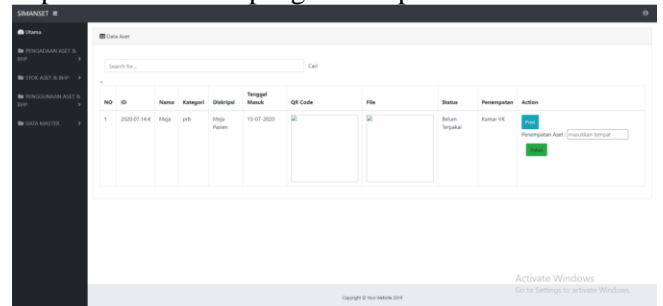 SIMANSET
Utama
PENGADAAN ASET & BHP
STOK ASET & BHP
PENGGUNAAN ASET & BHP
DATA MASTER
Data Aset
Search for...
Cari
NO ID Nama Kategori Diskripsi Tanggal Masuk QR Code File Status Penempatan Action
1 2020.07.14.4 Meja prb Meja Pasien 15-07-2020 Belum Terpakai Kamar VK Print
Penempatan Aset : masukkan tempat
Pakai
Activate Windows
Go to Settings to activate Windows.
Copyright © Your Website 2019